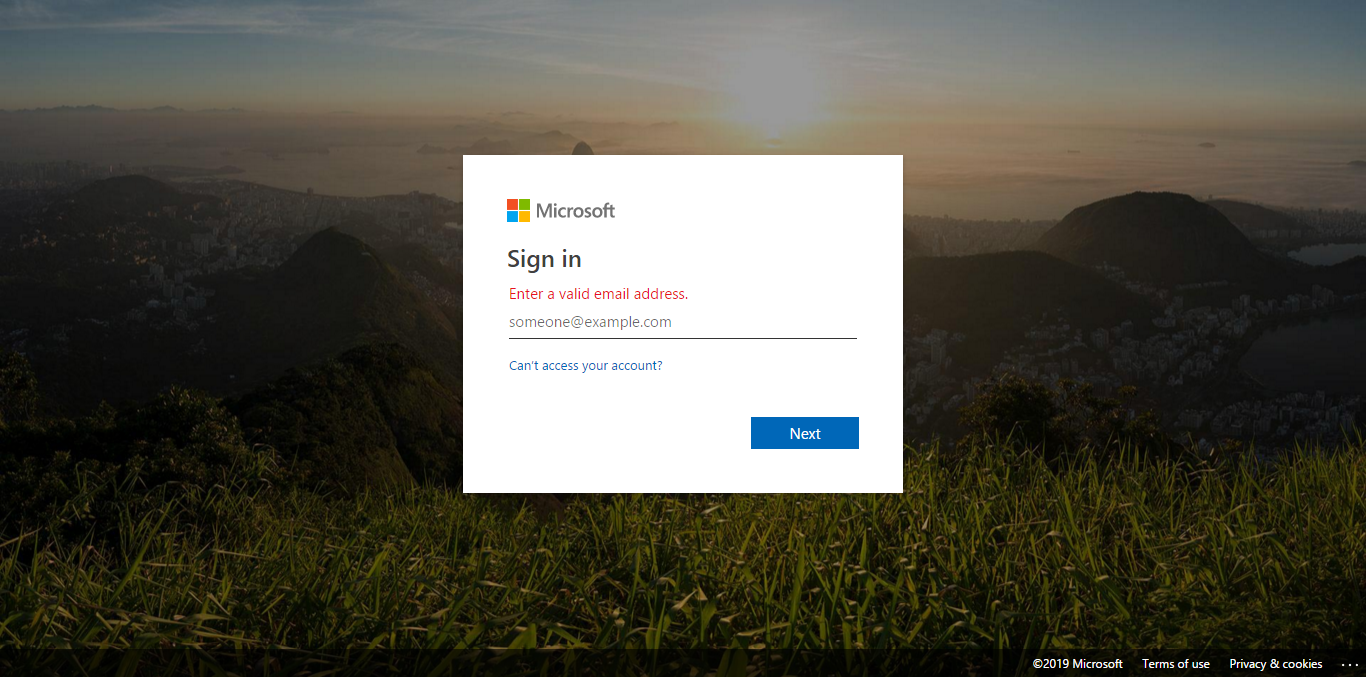 Microsoft
Sign in
Enter a valid email address.
someone@example.com
Can't access your account?
Next
©2019 Microsoft Terms of use Privacy & cookies ...